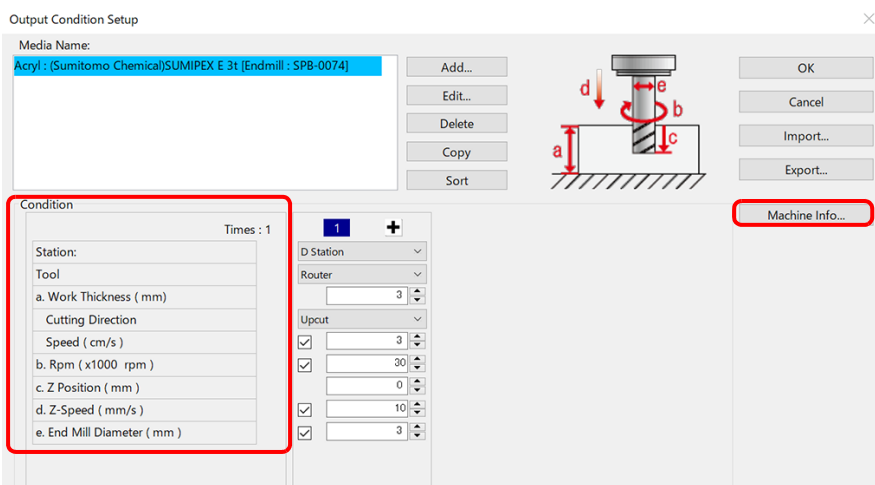 Output Condition Setup
Media Name:
Acryl : (Sumitomo Chemical)SUMIPEX E 3t [Endmill : SPB-0074]
Add...
Edit...
Delete
Copy
Sort
d
e
b
c
a
OK
Cancel
Import...
Export...
Machine Info...
Condition
Times : 1
1
Station:
D Station
Tool
Router
a. Work Thickness ( mm)
3
Cutting Direction
Upcut
Speed ( cm/s )
3
b. Rpm ( x1000 rpm )
30
c. Z Position ( mm )
0
d. Z-Speed ( mm/s )
10
e. End Mill Diameter ( mm )
3